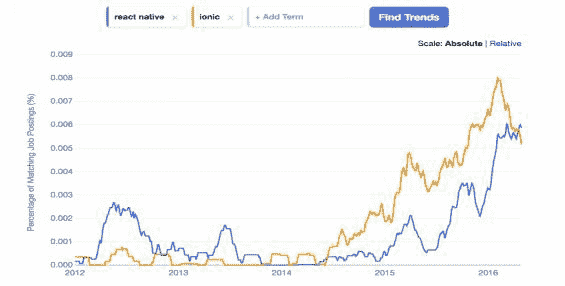 react native × ionic × + Add Term Find Trends
Scale: Absolute | Relative
Percentage of Matching Job Postings (%)
0.009
0.008
0.007
0.006
0.005
0.004
0.003
0.002
0.001
0.000
2012 2013 2014 2015 2016